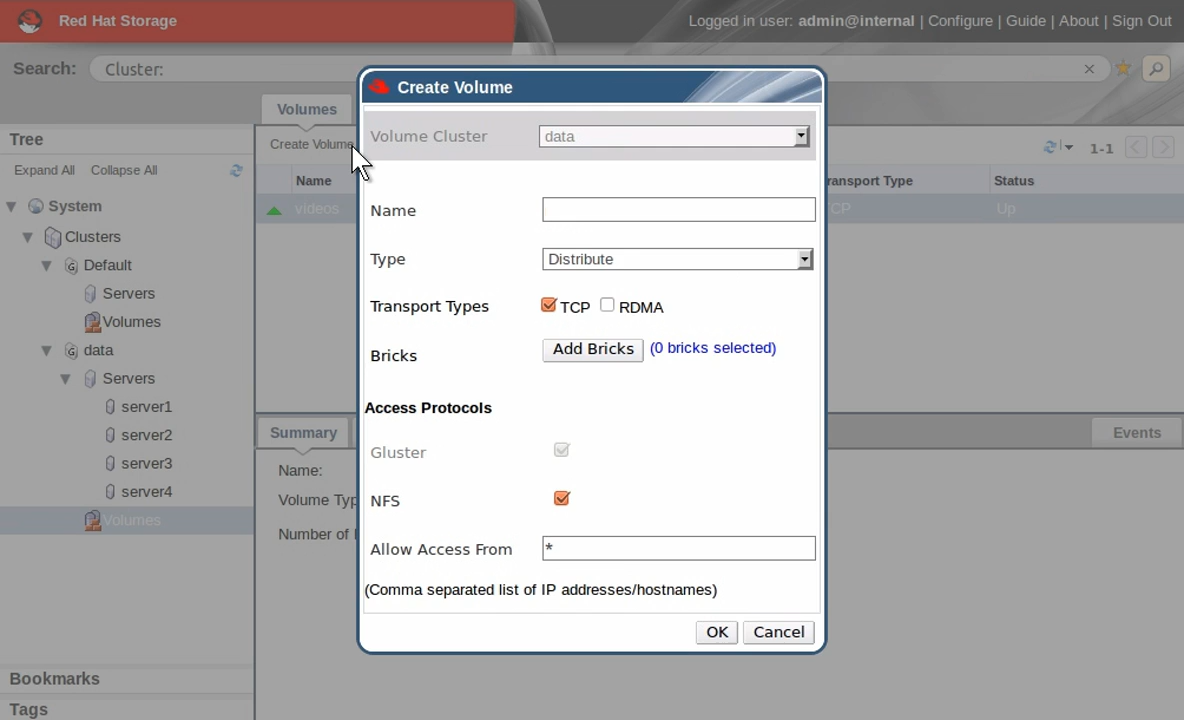 Red Hat Storage
Logged in user: admin@internal | Configure | Guide | About | Sign Out
Search: Cluster:
Volumes
Tree
Expand All Collapse All
System
Clusters
Default
Servers
Volumes
data
Servers
server1
server2
server3
server4
Volumes
Bookmarks
Tags
Create Volume
1-1
Name
ransport Type
Status
videos
CP
Up
Summary
Events
Name:
Volume Typ
Number of
Create Volume
Volume Cluster data
Name
Type Distribute
Transport Types TCP RDMA
Bricks Add Bricks (0 bricks selected)
Access Protocols
Gluster
NFS
Allow Access From *
(Comma separated list of IP addresses/hostnames)
OK Cancel